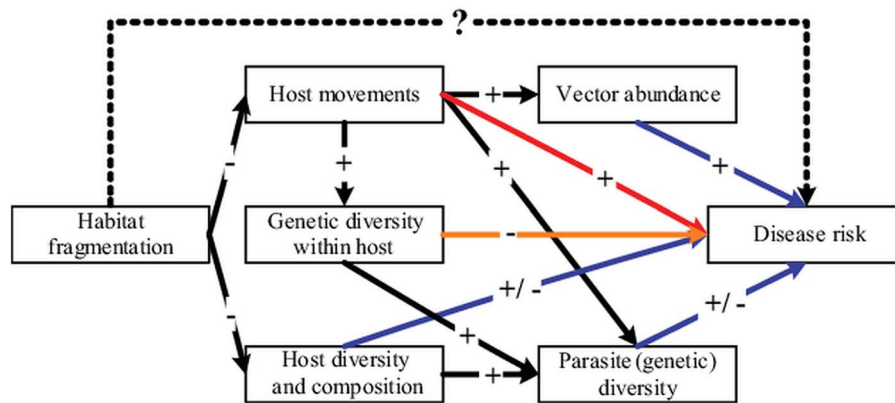 ?
Host movements
+
Vector abundance
-
+
+
+
+
Habitat
fragmentation
Genetic diversity
within host
-
Disease risk
-
+/ -
+/ -
+
Host diversity
and composition
+
Parasite (genetic)
diversity